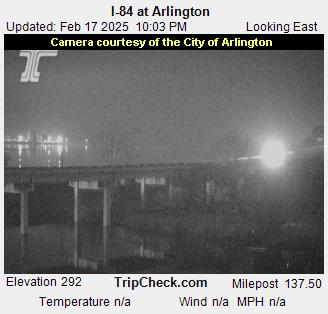 I-84 at Arlington
Updated: Feb 17 2025 10:03 PM Looking East
Camera courtesy of the City of Arlington
Elevation 292 TripCheck.com Milepost 137.50
Temperature n/a Wind n/a MPH n/a